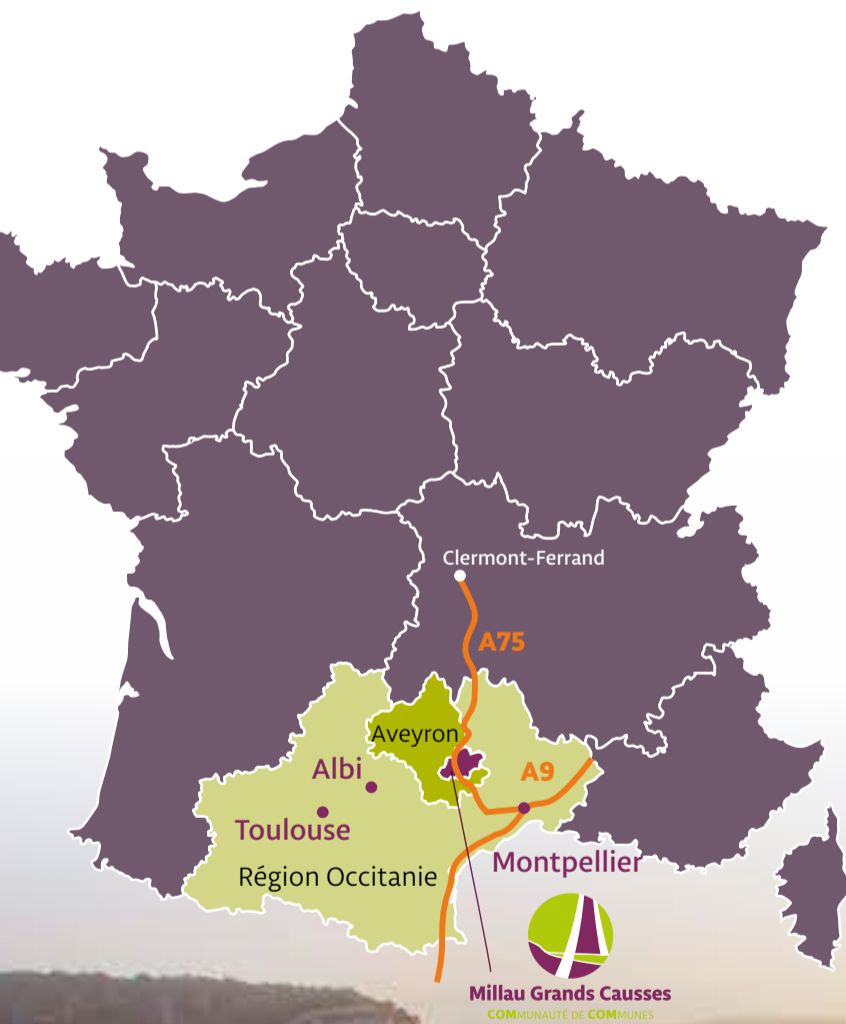 Clermont-Ferrand
A75
Aveyron
Albi
A9
Toulouse
Montpellier
Région Occitanie
Millau Grands Causses
COMMUNAUTÉ DE COMMUNES